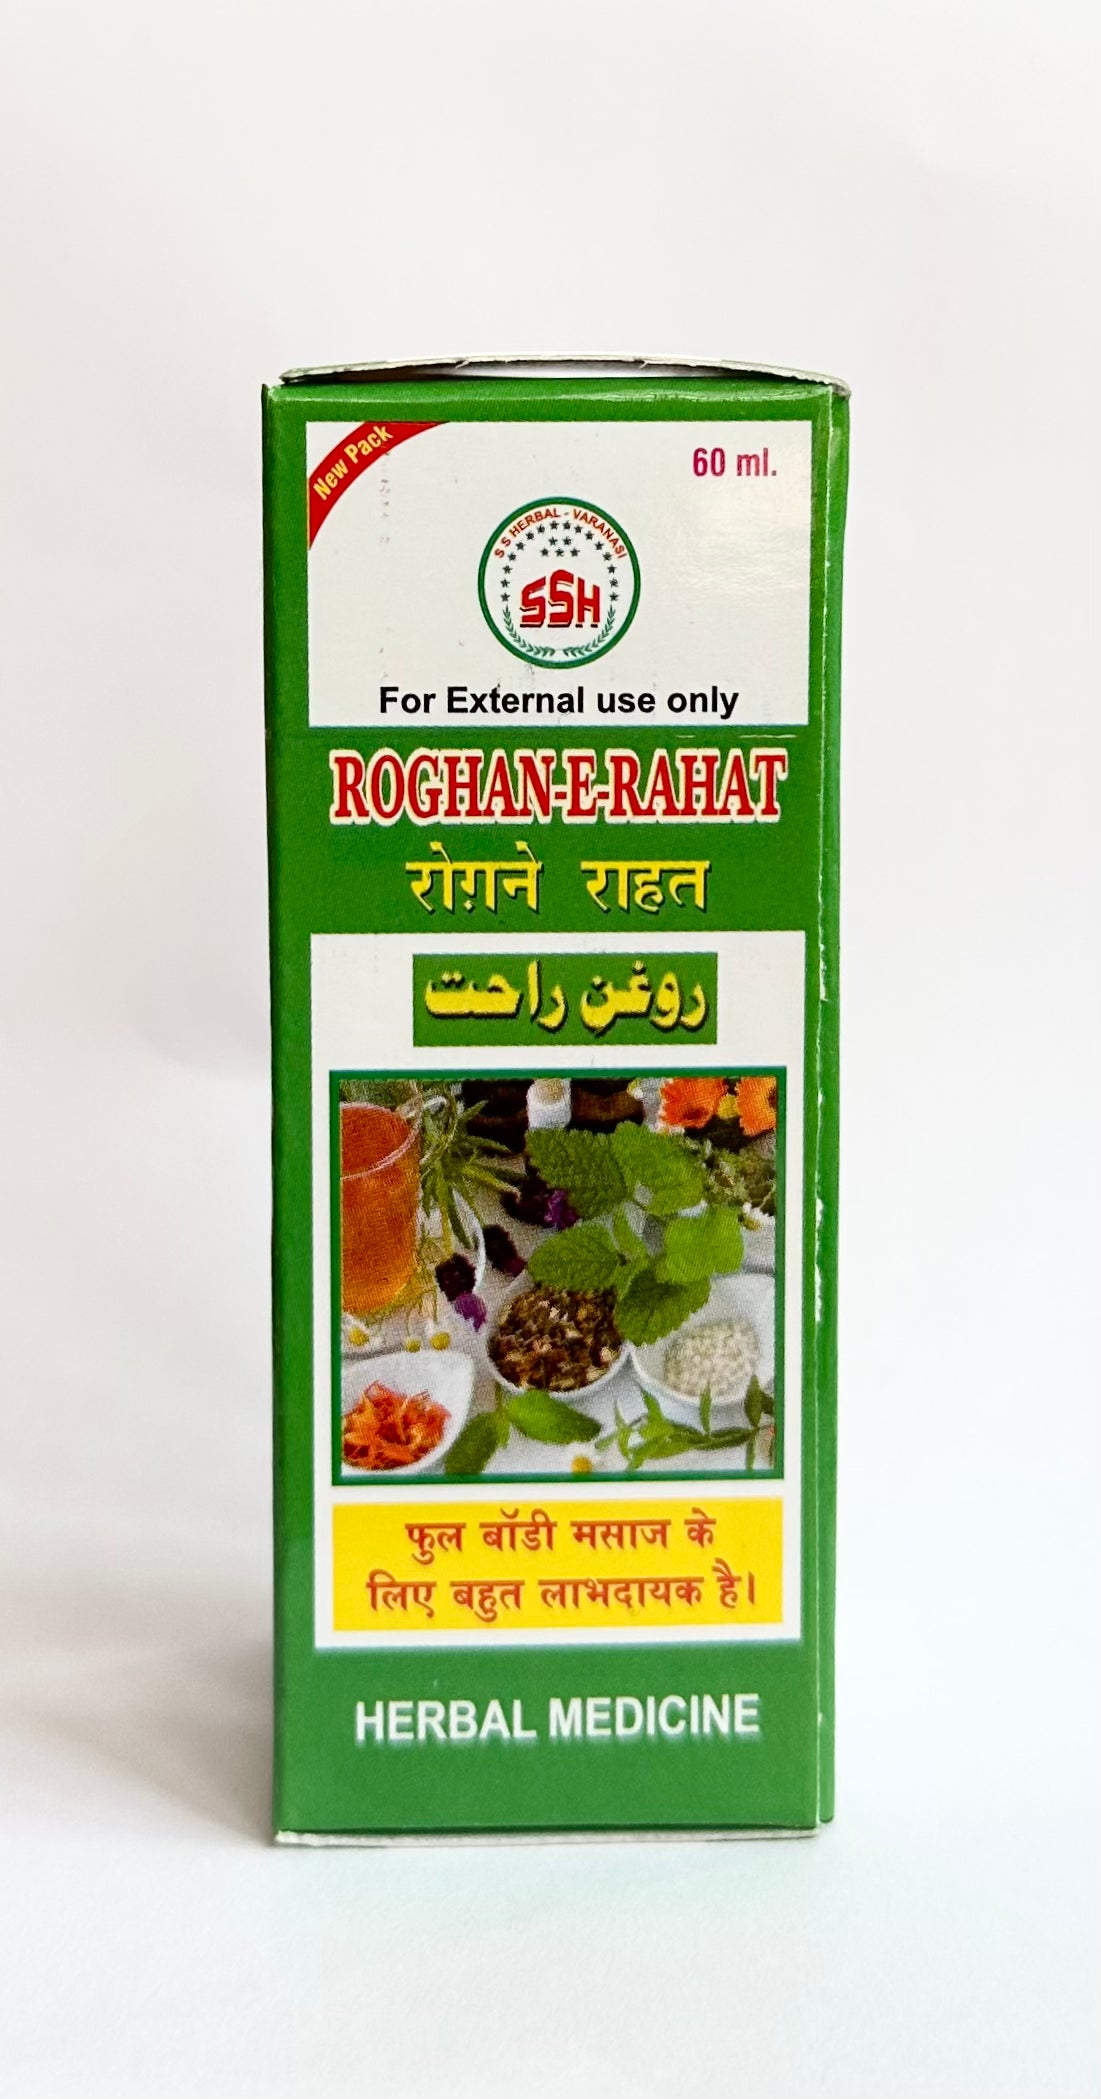 New Pack
60 ml.
S S HERBAL - VARANASI
SSH
For External use only
ROGHAN-E-RAHAT
रोग़ने राहत
روغن راحت
फुल बॉडी मसाज के
लिए बहुत लाभदायक है।
HERBAL MEDICINE